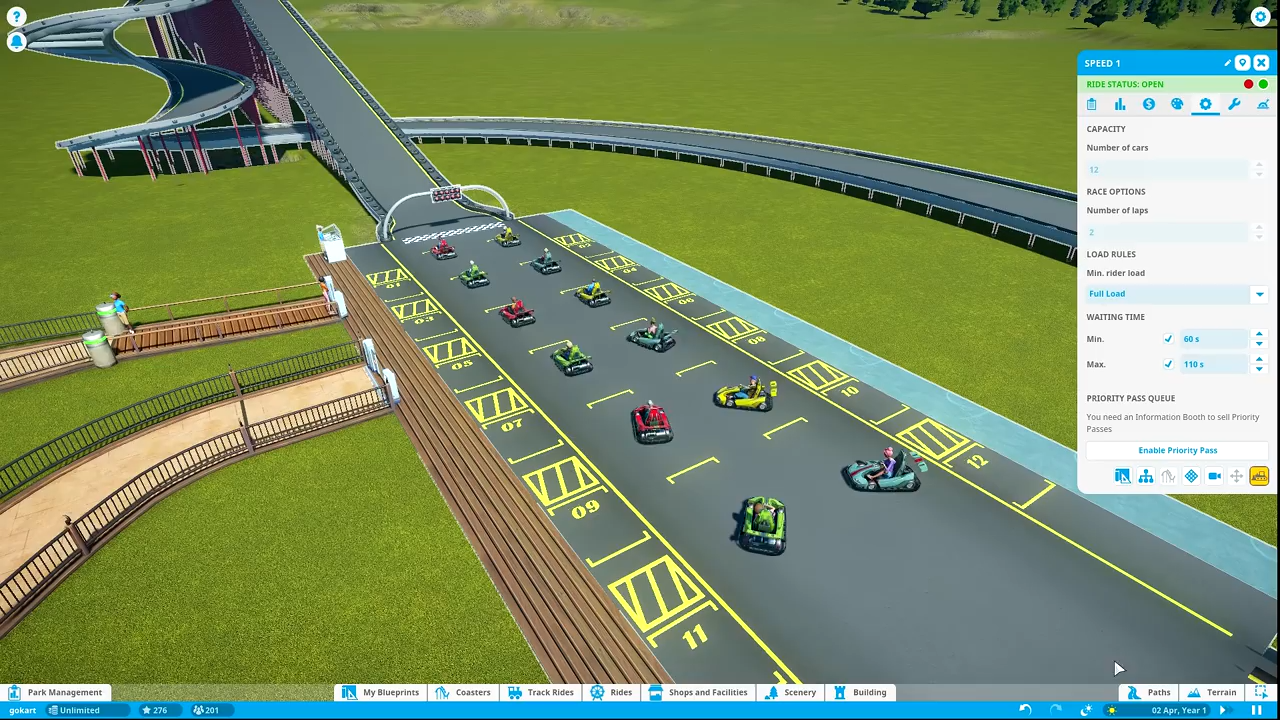 ?
SPEED 1
RIDE STATUS: OPEN
CAPACITY
Number of cars
12
RACE OPTIONS
Number of laps
2
LOAD RULES
Min. rider load
Full Load
WAITING TIME
Min.
60 s
Max.
110 s
PRIORITY PASS QUEUE
You need an Information Booth to sell Priority
Passes
Enable Priority Pass
01
02
03
04
05
06
07
08
09
10
11
12
Park Management
My Blueprints
Coasters
Track Rides
Rides
Shops and Facilities
Scenery
Building
Paths
Terrain
gokart
Unlimited
276
201
02 Apr, Year 1